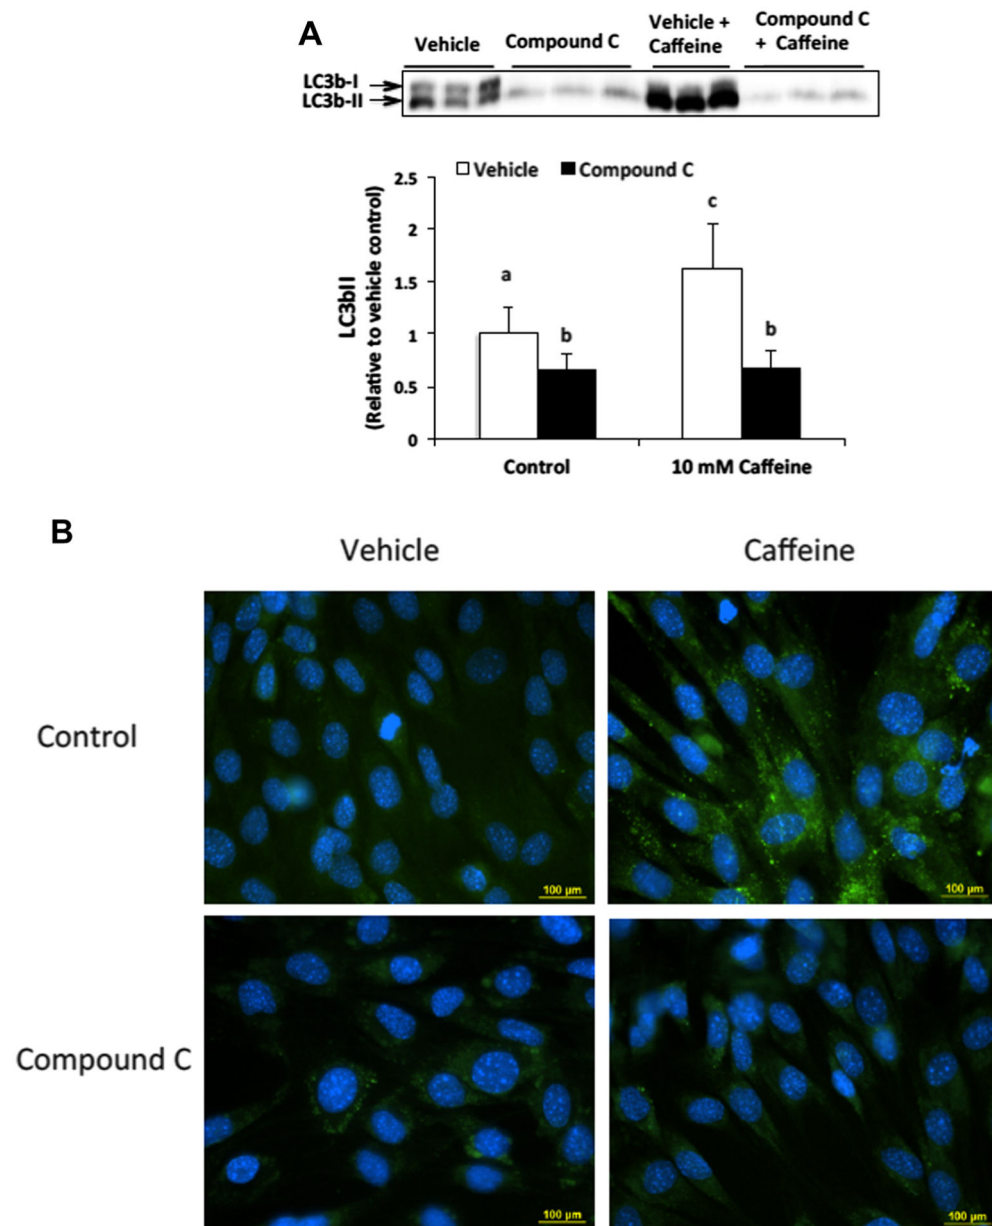 A
Vehicle
Compound C
Vehicle +
Caffeine
Compound C
+ Caffeine
LC3b-I
LC3b-II
Vehicle
Compound C
LC3bII
(Relative to vehicle control)
2.5
2
1.5
1
0.5
0
a
b
c
b
Control
10 mM Caffeine
B
Vehicle
Caffeine
Control
100 µm
100 µm
Compound C
100 µm
100 µm